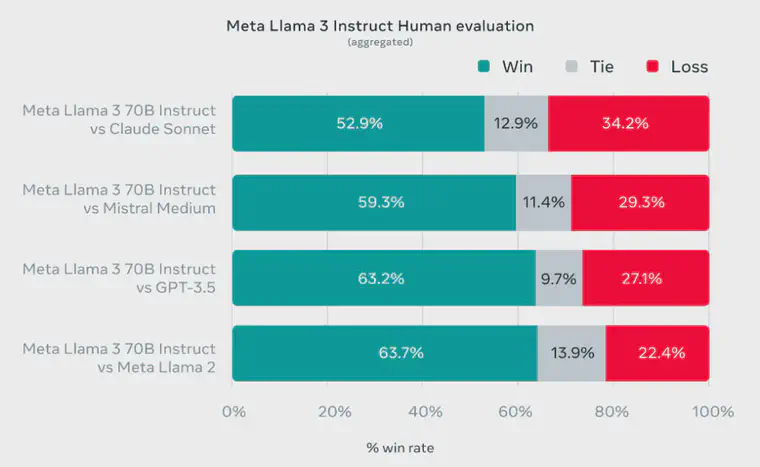 Meta Llama 3 Instruct Human evaluation
(aggregated)
Win Tie Loss
Meta Llama 3 70B Instruct
vs Claude Sonnet
52.9% 12.9% 34.2%
Meta Llama 3 70B Instruct
vs Mistral Medium
59.3% 11.4% 29.3%
Meta Llama 3 70B Instruct
vs GPT-3.5
63.2% 9.7% 27.1%
Meta Llama 3 70B Instruct
vs Meta Llama 2
63.7% 13.9% 22.4%
0% 20% 40% 60% 80% 100%
% win rate